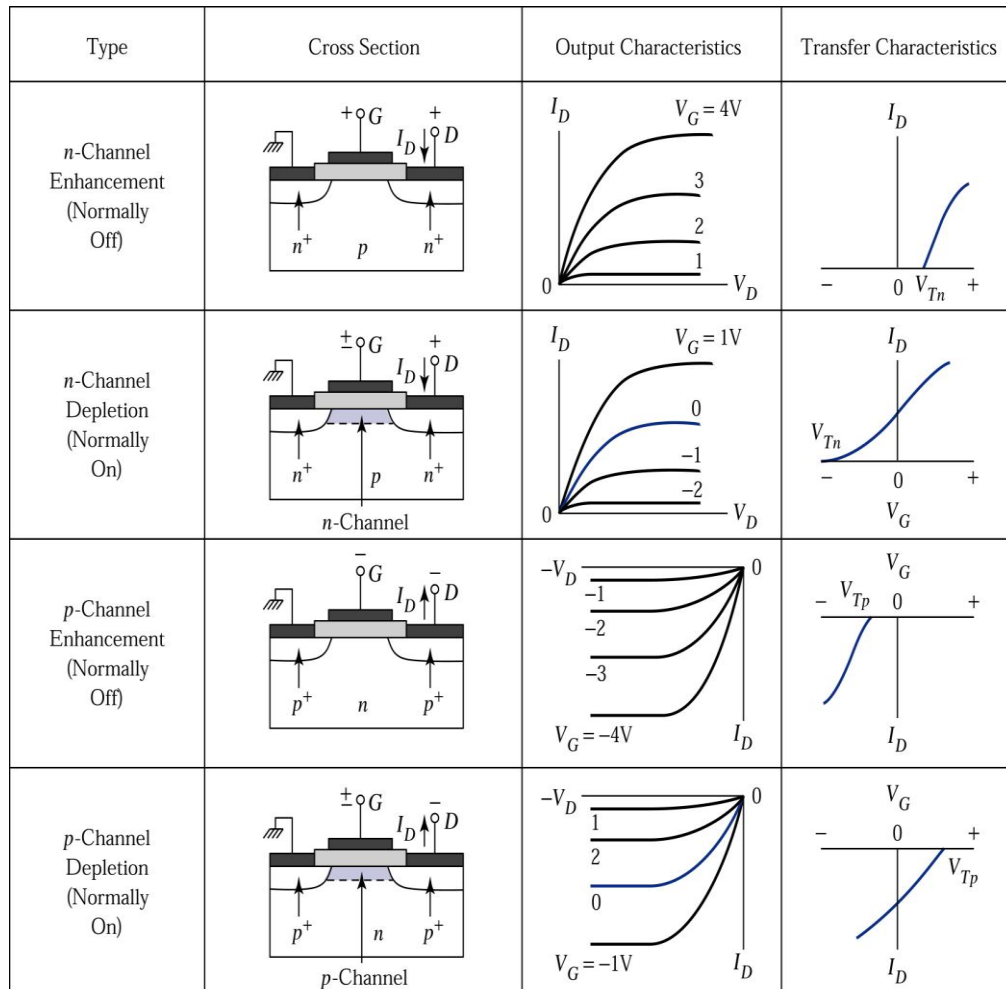 Type
Cross Section
Output Characteristics
Transfer Characteristics
n-Channel
Enhancement
(Normally
Off)
+ G
+
I_D D
n⁺ p n⁺
I_D
V_G = 4V
3
2
1
0
V_D
I_D
- 0 V_Tn +
n-Channel
Depletion
(Normally
On)
± G
+
I_D D
n⁺ p n⁺
n-Channel
I_D
V_G = 1V
0
–1
–2
0
V_D
I_D
V_Tn
- 0 +
V_G
p-Channel
Enhancement
(Normally
Off)
–
G
–
I_D D
p⁺ n p⁺
–V_D 0
–1
–2
–3
V_G = –4V
I_D
V_G
- V_Tp 0 +
I_D
p-Channel
Depletion
(Normally
On)
± G
–
I_D D
p⁺ n p⁺
p-Channel
–V_D 0
1
2
0
V_G = –1V
I_D
V_G
- 0 +
V_Tp
I_D